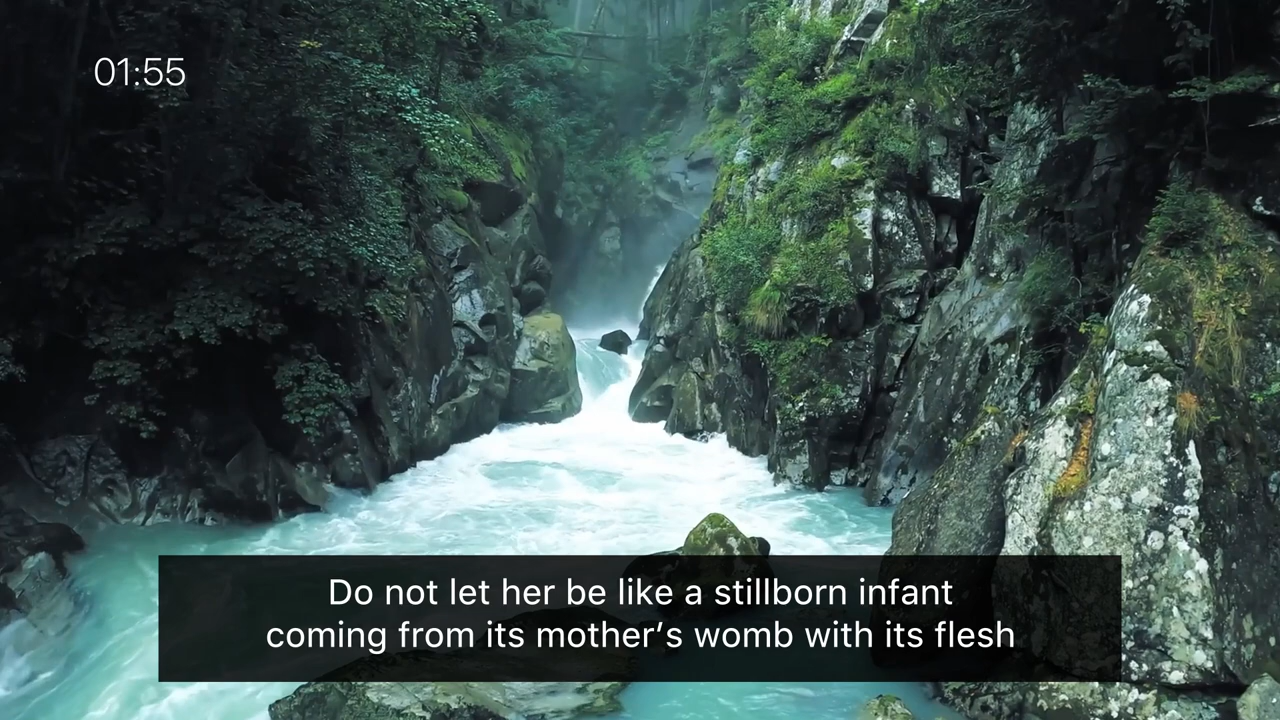 01:55
Do not let her be like a stillborn infant
coming from its mother’s womb with its flesh